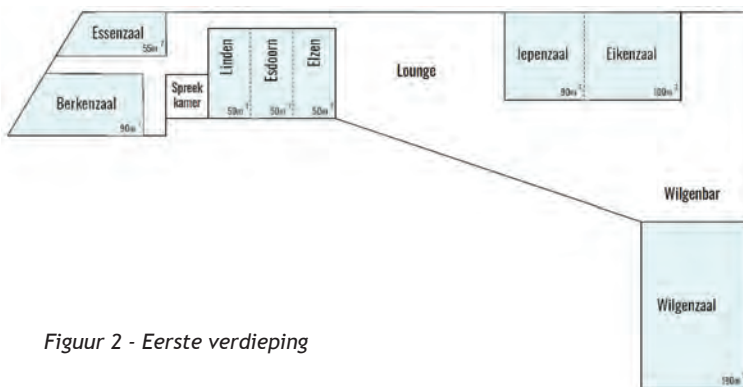 Essenzaal
55m²
Berkenzaal
90m
Spreek
kamer
Linden
50m²
Esdoorn
50m²
Elzen
50m²
Lounge
Iepenzaal
90m²
Eikenzaal
100m²
Wilgenbar
Wilgenzaal
Figuur 2 - Eerste verdieping